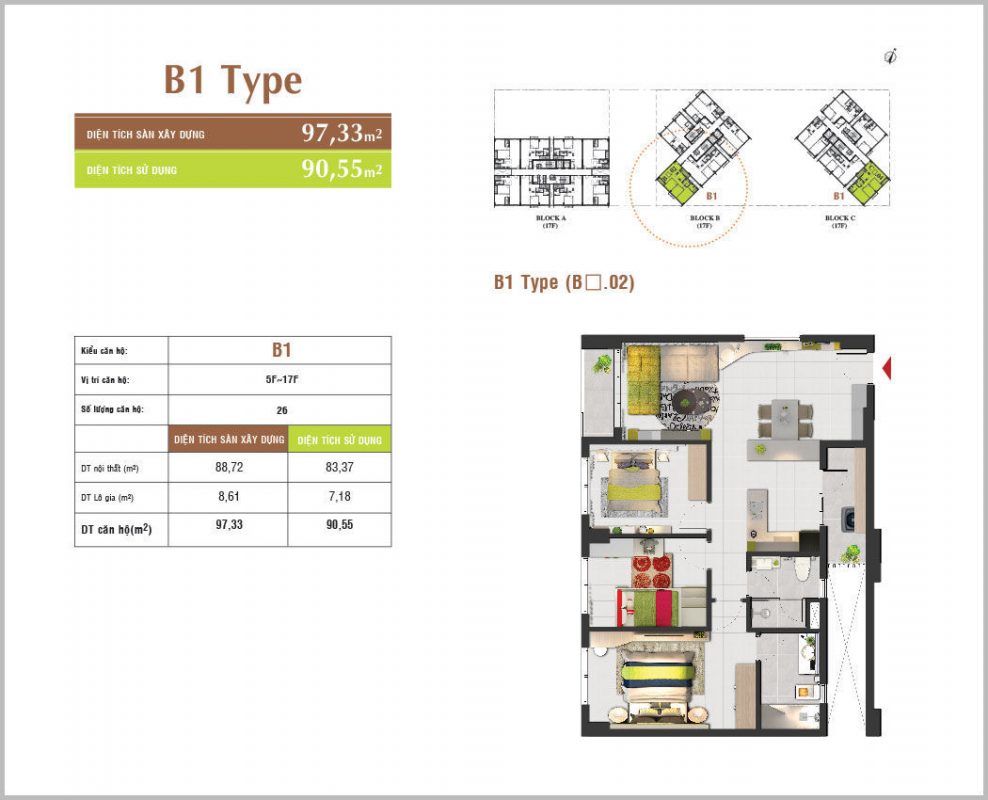 B1 Type
DIỆN TÍCH SÀN XÂY DỰNG 97,33m2
DIỆN TÍCH SỬ DỤNG 90,55m2
B1
B1
BLOCK A
(17F)
BLOCK B
(17F)
BLOCK C
(17F)
B1 Type (B□.02)
Kiểu căn hộ: B1
Vị trí căn hộ: 5F~17F
Số lượng căn hộ: 26
DIỆN TÍCH SÀN XÂY DỰNG DIỆN TÍCH SỬ DỤNG
DT nội thất (m²) 88,72 83,37
DT Lô gia (m²) 8,61 7,18
DT căn hộ(m²) 97,33 90,55